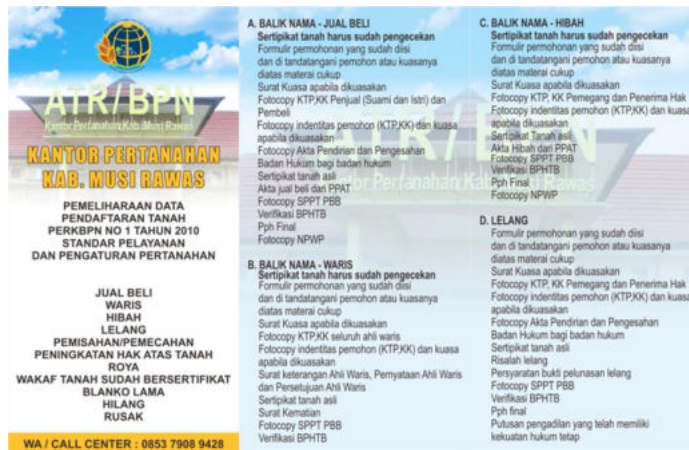 ATR/BPN
Kantor Pertanahan Kab. Musi Rawas
KANTOR PERTANAHAN
KAB. MUSI RAWAS
PEMELIHARAAN DATA
PENDAFTARAN TANAH
PERKBPN NO 1 TAHUN 2010
STANDAR PELAYANAN
DAN PENGATURAN PERTANAHAN
JUAL BELI
WARIS
HIBAH
LELANG
PEMISAHAN/PEMECAHAN
PENINGKATAN HAK ATAS TANAH
ROYA
WAKAF TANAH SUDAH BERSERTIFIKAT
BLANKO LAMA
HILANG
RUSAK
WA / CALL CENTER : 0853 7908 9428
A. BALIK NAMA - JUAL BELI
Sertipikat tanah harus sudah pengecekan
Formulir permohonan yang sudah diisi
dan di tandatangani pemohon atau kuasanya
diatas materai cukup
Surat Kuasa apabila dikuasakan
Fotocopy KTP,KK Penjual (Suami dan Istri) dan
Pembeli
Fotocopy indentitas pemohon (KTP,KK) dan kuasa
apabila dikuasakan
Fotocopy Akta Pendirian dan Pengesahan
Badan Hukum bagi badan hukum
Sertipikat tanah asli
Akta jual beli dari PPAT
Fotocopy SPPT PBB
Verifikasi BPHTB
Pph Final
Fotocopy NPWP
B. BALIK NAMA - WARIS
Sertipikat tanah harus sudah pengecekan
Formulir permohonan yang sudah diisi
dan di tandatangani pemohon atau kuasanya
diatas materai cukup
Surat Kuasa apabila dikuasakan
Fotocopy KTP,KK seluruh ahli waris
Fotocopy indentitas pemohon (KTP,KK) dan kuasa
apabila dikuasakan
Surat keterangan Ahli Waris, Pernyataan Ahli Waris
dan Persetujuan Ahli Waris
Sertipikat tanah asli
Surat Kematian
Fotocopy SPPT PBB
Verifikasi BPHTB
C. BALIK NAMA - HIBAH
Sertipikat tanah harus sudah pengecekan
Formulir permohonan yang sudah diisi
dan di tandatangani pemohon atau kuasanya
diatas materai cukup
Surat Kuasa apabila dikuasakan
Fotocopy KTP, KK Pemegang dan Penerima Hak
Fotocopy indentitas pemohon (KTP,KK) dan kuasa
apabila dikuasakan
Sertipikat Tanah asli
Akta Hibah dari PPAT
Fotocopy SPPT PBB
Verifikasi BPHTB
Pph Final
Fotocopy NPWP
D. LELANG
Formulir permohonan yang sudah diisi
dan di tandatangani pemohon atau kuasanya
diatas materai cukup
Surat Kuasa apabila dikuasakan
Fotocopy KTP, KK Pemegang dan Penerima Hak
Fotocopy indentitas pemohon (KTP,KK) dan kuasa
apabila dikuasakan
Fotocopy Akta Pendirian dan Pengesahan
Badan Hukum bagi badan hukum
Sertipikat tanah asli
Risalah lelang
Persyaratan bukti pelunasan lelang
Fotocopy SPPT PBB
Verifikasi BPHTB
Pph final
Putusan pengadilan yang telah memiliki
kekuatan hukum tetap